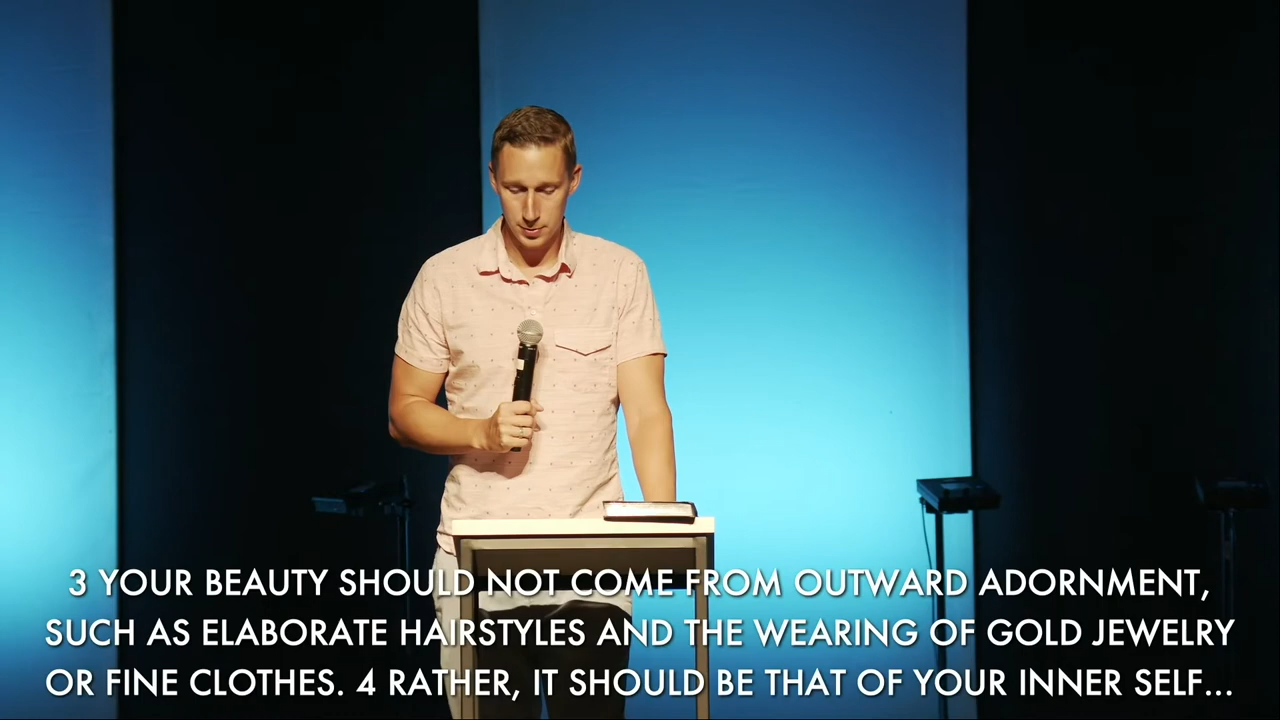 3 YOUR BEAUTY SHOULD NOT COME FROM OUTWARD ADORNMENT,
SUCH AS ELABORATE HAIRSTYLES AND THE WEARING OF GOLD JEWELRY
OR FINE CLOTHES. 4 RATHER, IT SHOULD BE THAT OF YOUR INNER SELF...